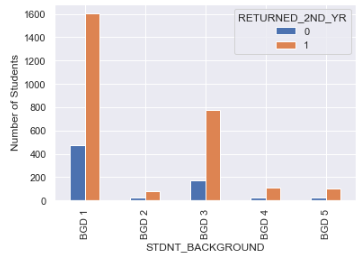 RETURNED_2ND_YR
0
1
Number of Students
1600
1400
1200
1000
800
600
400
200
0
BGD 1
BGD 2
BGD 3
BGD 4
BGD 5
STDNT_BACKGROUND